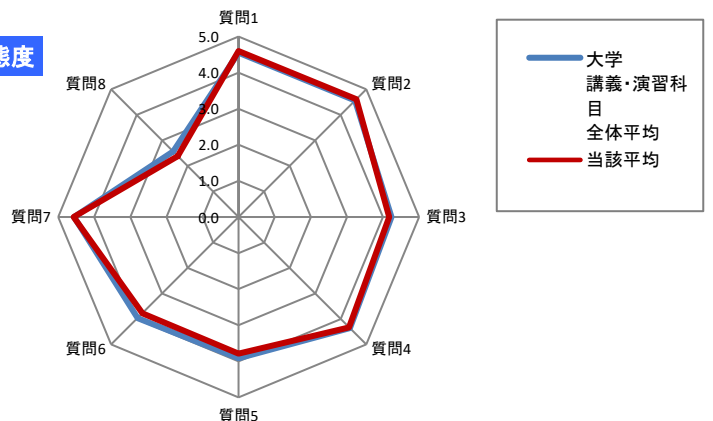 態度
質問1
質問2
質問3
質問4
質問5
質問6
質問7
質問8
5.0
4.0
3.0
2.0
1.0
0.0
大学
講義・演習科
目
全体平均
当該平均